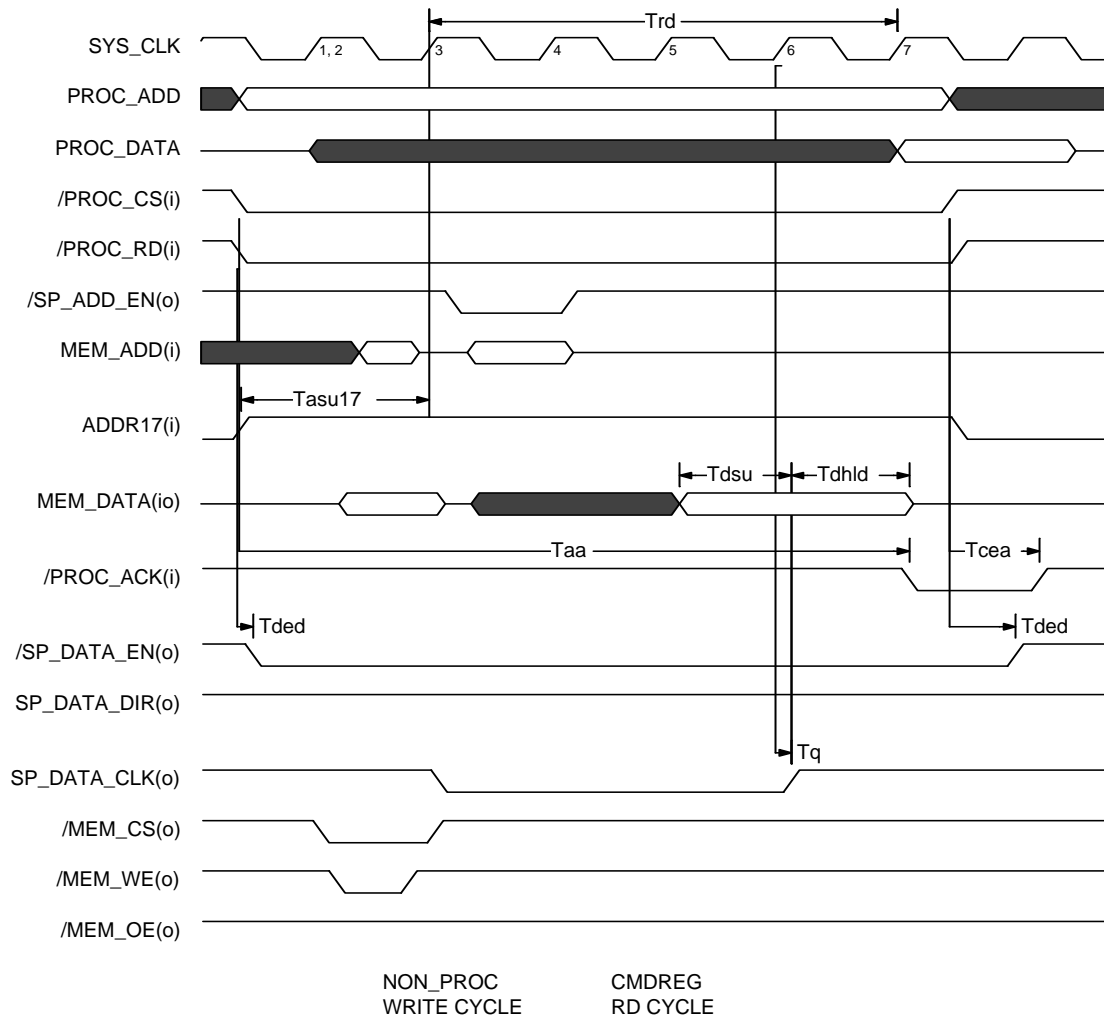 Trd
SYS_CLK
1, 2
3
4
5
6
7
PROC_ADD
PROC_DATA
/PROC_CS(i)
/PROC_RD(i)
/SP_ADD_EN(o)
MEM_ADD(i)
Tasu17
ADDR17(i)
Tdsu
Tdhld
MEM_DATA(io)
Taa
Tcea
/PROC_ACK(i)
Tded
Tded
/SP_DATA_EN(o)
SP_DATA_DIR(o)
Tq
SP_DATA_CLK(o)
/MEM_CS(o)
/MEM_WE(o)
/MEM_OE(o)
NON_PROC
WRITE CYCLE
CMDREG
RD CYCLE